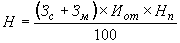 Н = (З_с + З_м) × И_от × Н_п
100